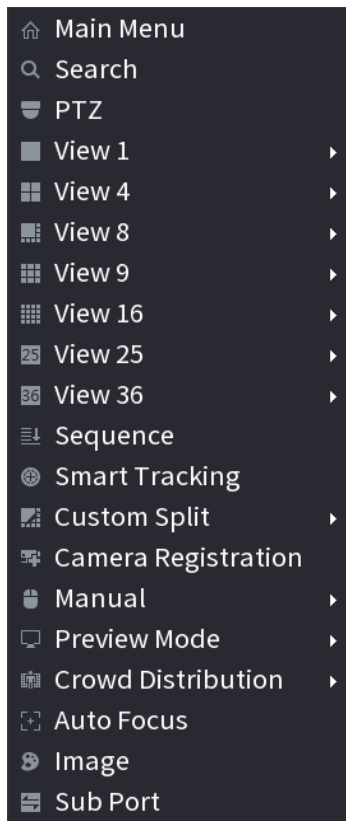 Main Menu
Search
PTZ
View 1
View 4
View 8
View 9
View 16
25 View 25
36 View 36
Sequence
Smart Tracking
Custom Split
Camera Registration
Manual
Preview Mode
Crowd Distribution
Auto Focus
Image
Sub Port